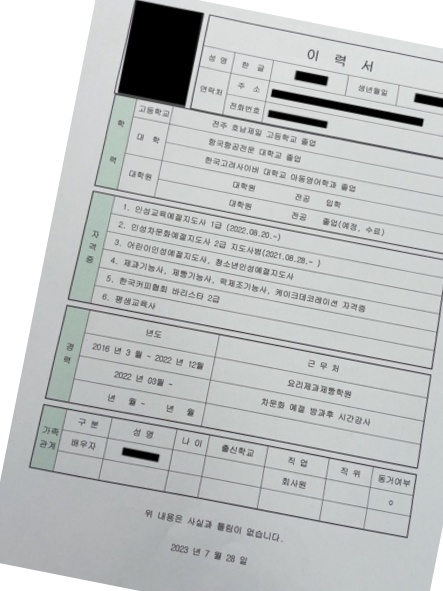 이 력 서
성 명 한 글 생년월일
연락처 주 소
전화번호
학 력
고등학교 전주 호남제일 고등학교 졸업
대 학 항국항공전문 대학교 졸업
한국고려사이버 대학교 아동영어학과 졸업
대학원 대학원 전공 입학
대학원 전공 졸업(예정, 수료)
자격증
1. 인성교육예절지도사 1급 (2022.08.20.~)
2. 인성차문화예절지도사 2급 지도사범(2021.08.28.~ )
3. 어린이인성예절지도사, 청소년인성예절지도사
4. 제과기능사, 제빵기능사, 떡제조기능사, 케이크데코레이션 자격증
5. 한국커피협회 바리스타 2급
6. 평생교육사
경력
년도 근 무 처
2016 년 3 월 - 2022 년 12월 요리제과제빵학원
2022 년 03월 - 차문화 예절 방과후 시간강사
년 월 - 년 월
가족관계
구 분 성 명 나 이 출신학교 직 업 직 위 동거여부
배우자 회사원 o
위 내용은 사실과 틀림이 없습니다.
2023 년 7 월 28 일